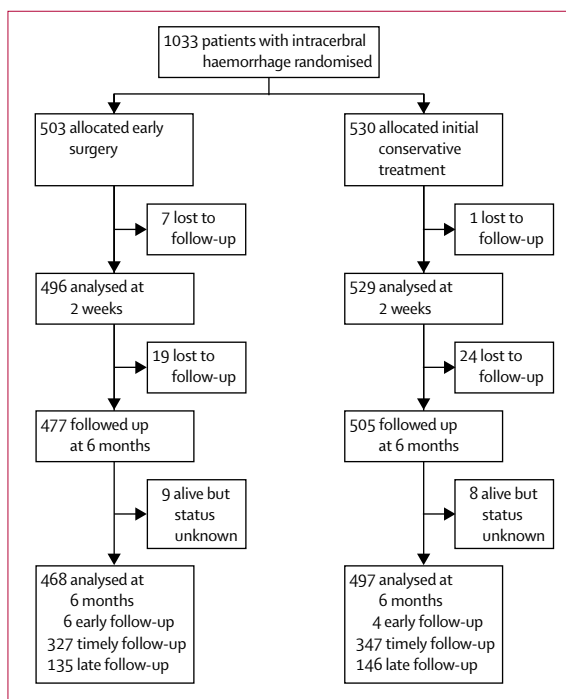 1033 patients with intracerebral
haemorrhage randomised
503 allocated early
surgery
530 allocated initial
conservative
treatment
7 lost to
follow-up
1 lost to
follow-up
496 analysed at
2 weeks
529 analysed at
2 weeks
19 lost to
follow-up
24 lost to
follow-up
477 followed up
at 6 months
505 followed up
at 6 months
9 alive but
status
unknown
8 alive but
status
unknown
468 analysed at
6 months
6 early follow-up
327 timely follow-up
135 late follow-up
497 analysed at
6 months
4 early follow-up
347 timely follow-up
146 late follow-up